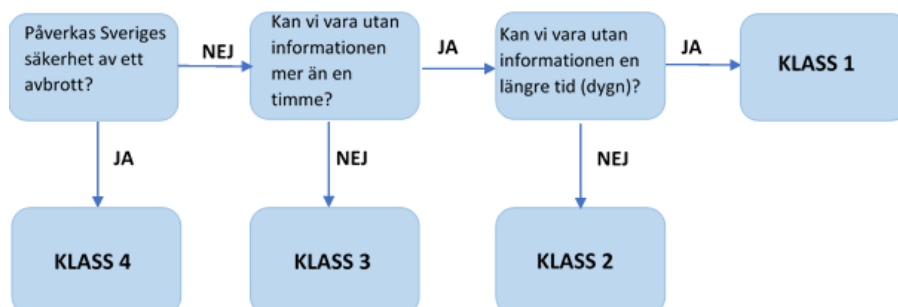 Påverkas Sveriges
säkerhet av ett
avbrott?
NEJ
Kan vi vara utan
informationen
mer än en
timme?
JA
Kan vi vara utan
informationen en
längre tid (dygn)?
JA
KLASS 1
JA
NEJ
NEJ
KLASS 4
KLASS 3
KLASS 2